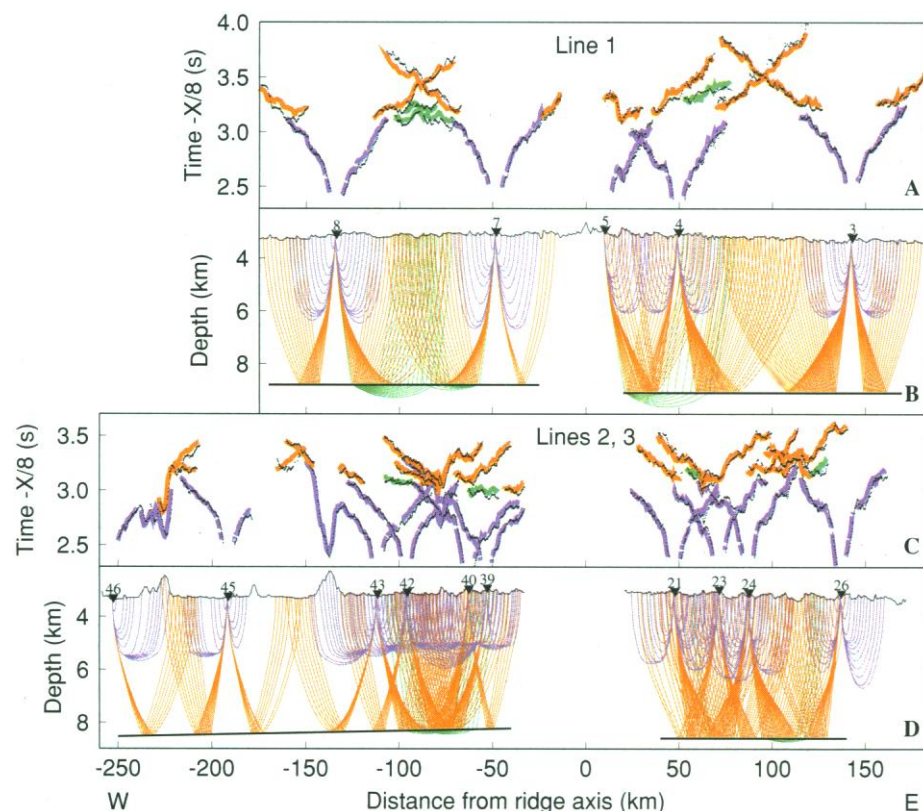 4.0
Line 1
3.5
3.0
2.5
Time -X/8 (s)
A
8 7 5 4 3
4
6
8
Depth (km)
B
3.5
Lines 2, 3
3.0
2.5
Time -X/8 (s)
C
46 45 43 42 40 39 21 23 24 26
4
6
8
Depth (km)
D
-250 -200 -150 -100 -50 0 50 100 150
W Distance from ridge axis (km) E